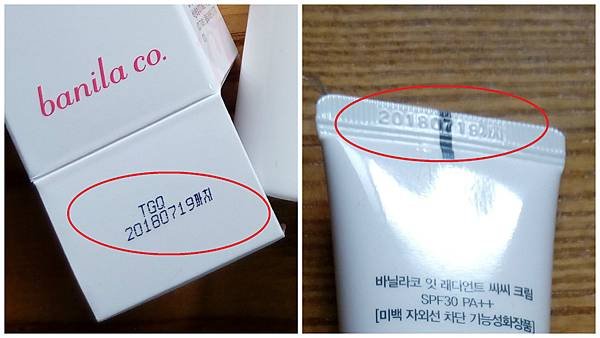 banila co.
TGQ
20180719까지
20180719까지
바닐라코 잇 래디언트 씨씨 크림
SPF30 PA++
[미백 자외선 차단 기능성화장품]